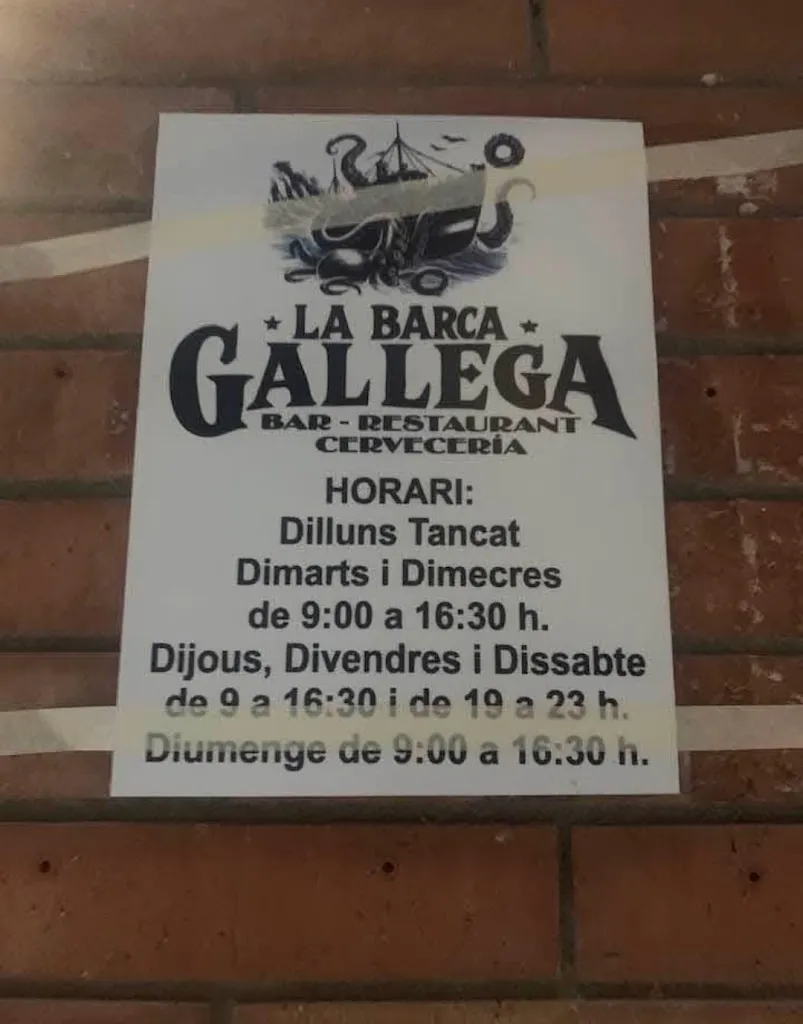 LA BARCA
GALLEGA
BAR - RESTAURANT
CERVECERÍA
HORARI:
Dilluns Tancat
Dimarts i Dimecres
de 9:00 a 16:30 h.
Dijous, Divendres i Dissabte
de 9 a 16:30 i de 19 a 23 h.
Diumenge de 9:00 a 16:30 h.